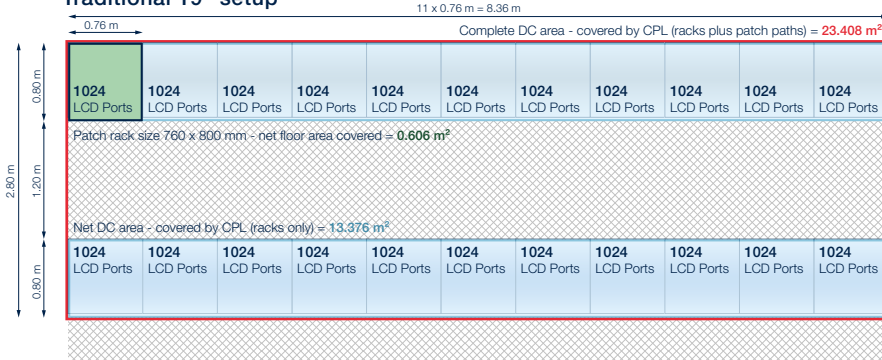 Traditional 19" setup
11 x 0.76 m = 8.36 m
0.76 m
Complete DC area - covered by CPL (racks plus patch paths) = 23.408 m²
0.80 m
1024 1024 1024 1024 1024 1024 1024 1024 1024 1024 1024
LCD Ports LCD Ports LCD Ports LCD Ports LCD Ports LCD Ports LCD Ports LCD Ports LCD Ports LCD Ports LCD Ports
Patch rack size 760 x 800 mm - net floor area covered = 0.606 m²
2.80 m
1.20 m
Net DC area - covered by CPL (racks only) = 13.376 m²
1024 1024 1024 1024 1024 1024 1024 1024 1024 1024 1024
LCD Ports LCD Ports LCD Ports LCD Ports LCD Ports LCD Ports LCD Ports LCD Ports LCD Ports LCD Ports LCD Ports
0.80 m